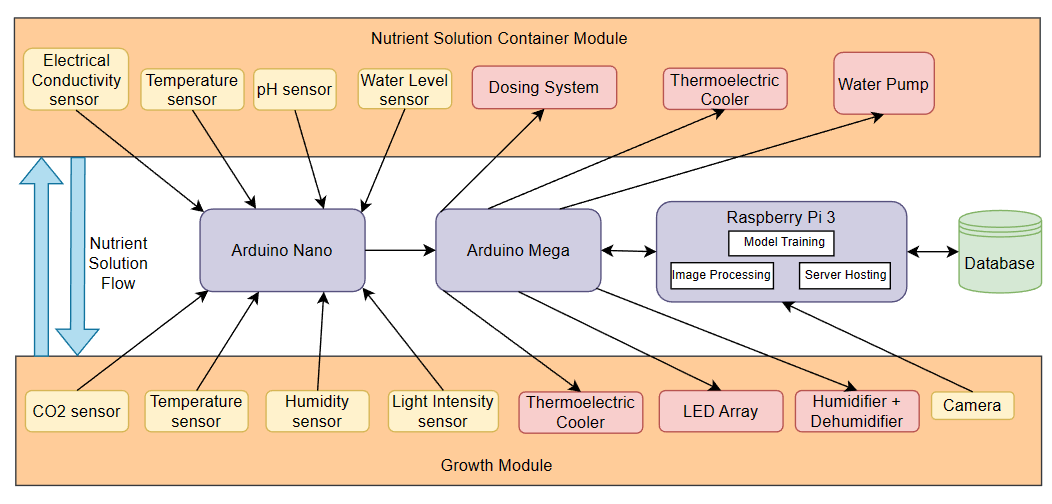 Nutrient Solution Container Module
Electrical
Conductivity
sensor
Temperature
sensor
pH sensor
Water Level
sensor
Dosing System
Thermoelectric
Cooler
Water Pump
Nutrient
Solution
Flow
Arduino Nano
Arduino Mega
Raspberry Pi 3
Model Training
Image Processing
Server Hosting
Database
CO2 sensor
Temperature
sensor
Humidity
sensor
Light Intensity
sensor
Thermoelectric
Cooler
LED Array
Humidifier +
Dehumidifier
Camera
Growth Module